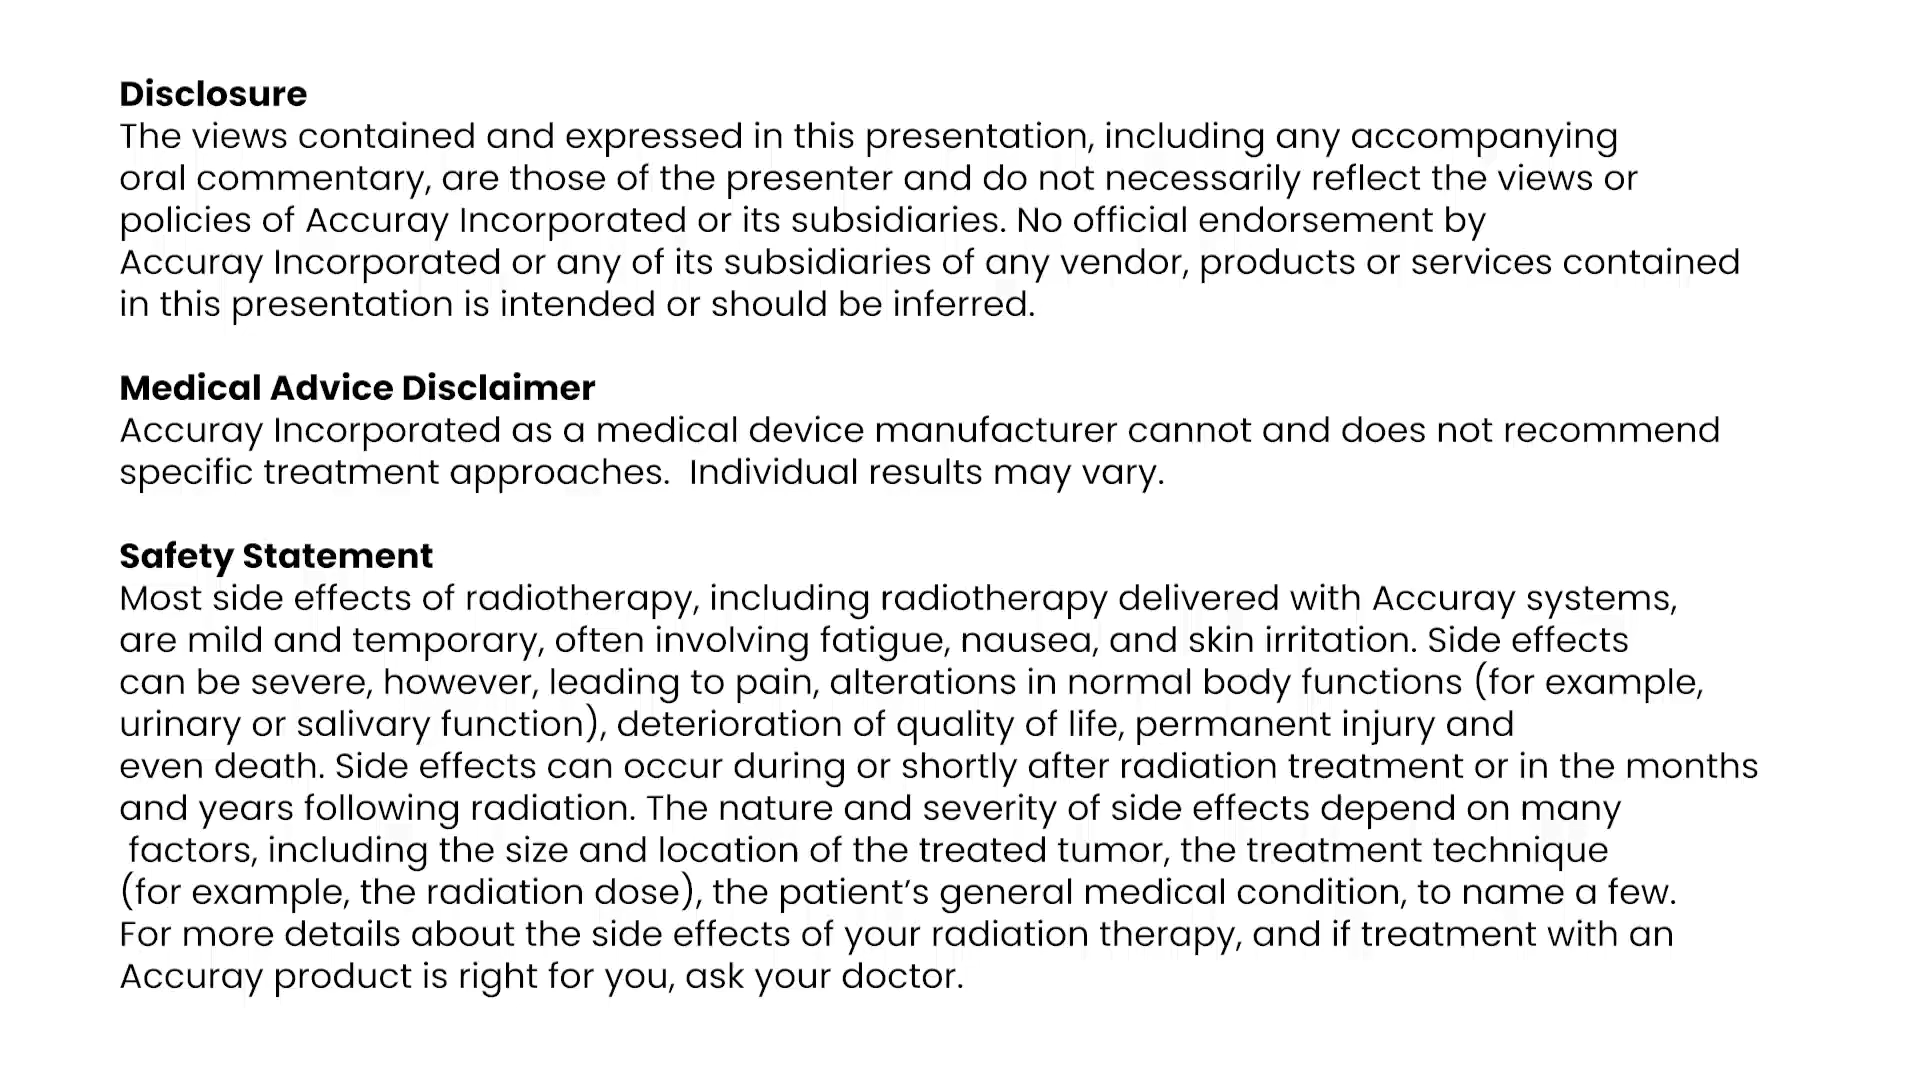 Disclosure
The views contained and expressed in this presentation, including any accompanying
oral commentary, are those of the presenter and do not necessarily reflect the views or
policies of Accuray Incorporated or its subsidiaries. No official endorsement by
Accuray Incorporated or any of its subsidiaries of any vendor, products or services contained
in this presentation is intended or should be inferred.
Medical Advice Disclaimer
Accuray Incorporated as a medical device manufacturer cannot and does not recommend
specific treatment approaches.  Individual results may vary.
Safety Statement
Most side effects of radiotherapy, including radiotherapy delivered with Accuray systems,
are mild and temporary, often involving fatigue, nausea, and skin irritation. Side effects
can be severe, however, leading to pain, alterations in normal body functions (for example,
urinary or salivary function), deterioration of quality of life, permanent injury and
even death. Side effects can occur during or shortly after radiation treatment or in the months
and years following radiation. The nature and severity of side effects depend on many
factors, including the size and location of the treated tumor, the treatment technique
(for example, the radiation dose), the patient’s general medical condition, to name a few.
For more details about the side effects of your radiation therapy, and if treatment with an
Accuray product is right for you, ask your doctor.